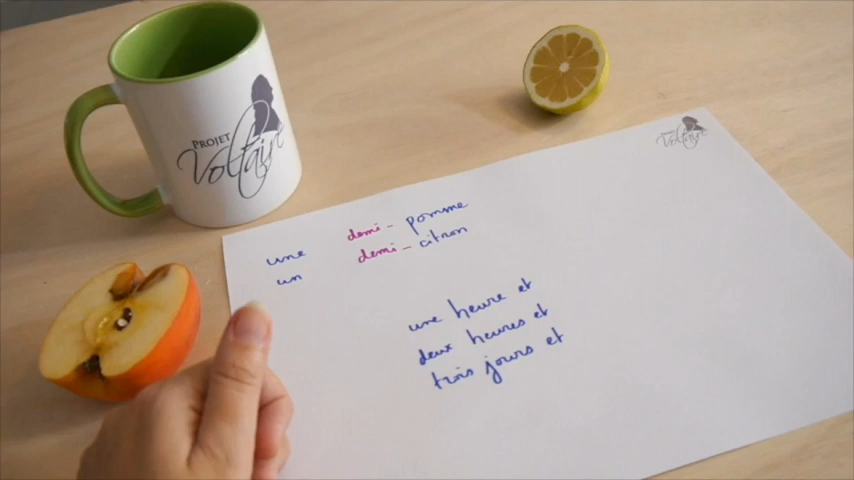 PROJET
Voltaire
Voltaire
une demi-pomme
un demi-citron
une heure et
deux heures et
trois jours et